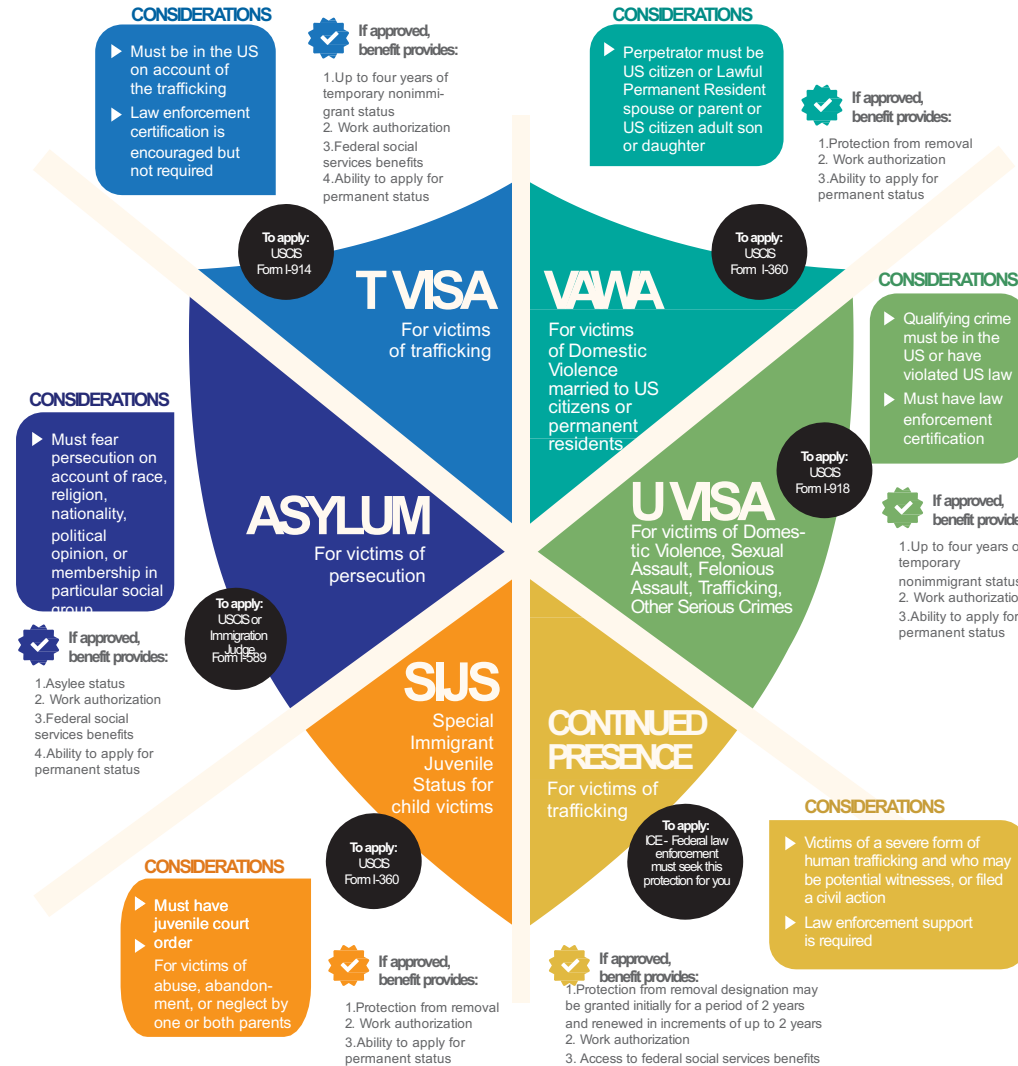 CONSIDERATIONS
Must be in the US
on account of
the trafficking
Law enforcement
certification is
encouraged but
not required
If approved,
benefit provides:
1.Up to four years of
temporary nonimmi-
grant status
2. Work authorization
3.Federal social
services benefits
4.Ability to apply for
permanent status
To apply:
USCIS
Form I-914
T VISA
For victims
of trafficking
CONSIDERATIONS
Perpetrator must be
US citizen or Lawful
Permanent Resident
spouse or parent or
US citizen adult son
or daughter
If approved,
benefit provides:
1.Protection from removal
2. Work authorization
3.Ability to apply for
permanent status
To apply:
USCIS
Form I-360
VAWA
For victims
of Domestic
Violence
married to US
citizens or
permanent
residents
CONSIDERATIONS
Qualifying crime
must be in the
US or have
violated US law
Must have law
enforcement
certification
To apply:
USCIS
Form I-918
If approved,
benefit provide
1.Up to four years o
temporary
nonimmigrant status
2. Work authorizatio
3.Ability to apply for
permanent status
U VISA
For victims of Domes-
tic Violence, Sexual
Assault, Felonious
Assault, Trafficking,
Other Serious Crimes
CONSIDERATIONS
Must fear
persecution on
account of race,
religion,
nationality,
political
opinion, or
membership in
particular social
group
ASYLUM
For victims of
persecution
To apply:
USCIS or
Immigration
Judge
Form I-589
If approved,
benefit provides:
1.Asylee status
2. Work authorization
3.Federal social
services benefits
4.Ability to apply for
permanent status
SIJS
Special
Immigrant
Juvenile
Status for
child victims
To apply:
USCIS
Form I-360
CONSIDERATIONS
Must have
juvenile court
order
For victims of
abuse, abandon-
ment, or neglect by
one or both parents
If approved,
benefit provides:
1.Protection from removal
2. Work authorization
3.Ability to apply for
permanent status
CONTINUED
PRESENCE
For victims of
trafficking
To apply:
ICE - Federal law
enforcement
must seek this
protection for you
CONSIDERATIONS
Victims of a severe form of
human trafficking and who may
be potential witnesses, or filed
a civil action
Law enforcement support
is required
If approved,
benefit provides:
1.Protection from removal designation may
be granted initially for a period of 2 years
and renewed in increments of up to 2 years
2. Work authorization
3. Access to federal social services benefits